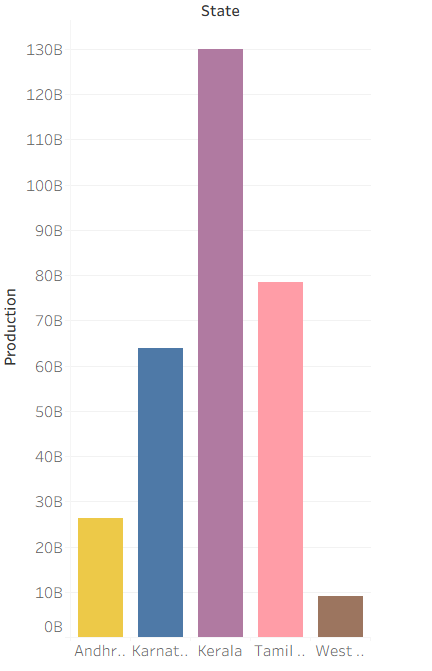 State
130B
120B
110B
100B
90B
80B
70B
60B
50B
40B
30B
20B
10B
0B
Production
Andhr.. Karnat.. Kerala Tamil .. West ..